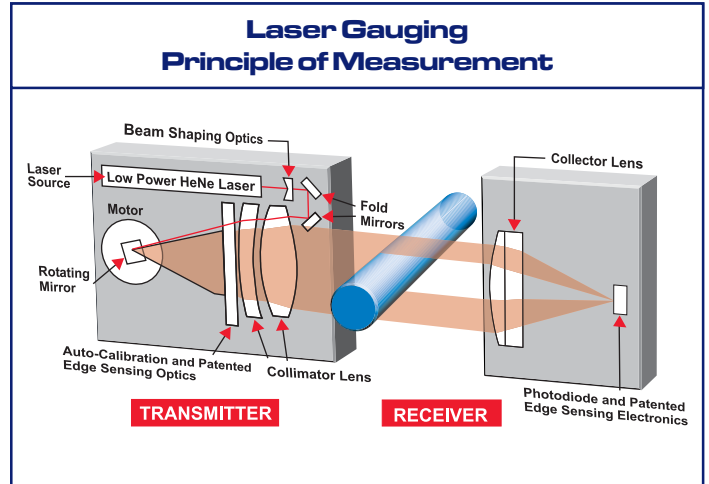 Laser Gauging
Principle of Measurement
Beam Shaping Optics
Laser
Source
Low Power HeNe Laser
Collector Lens
Motor
Fold
Mirrors
Rotating
Mirror
Auto-Calibration and Patented
Edge Sensing Optics
Collimator Lens
Photodiode and Patented
Edge Sensing Electronics
TRANSMITTER
RECEIVER